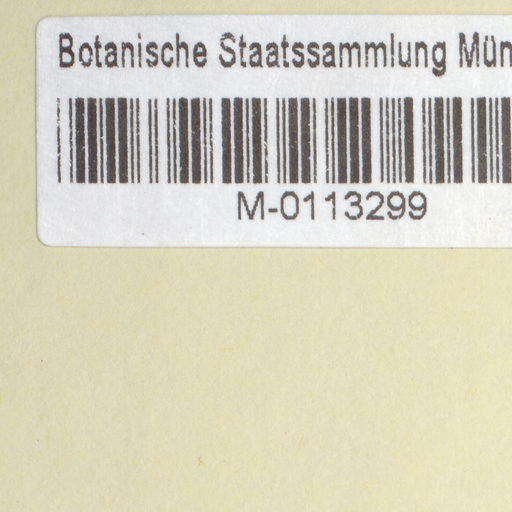 Botanische Staatssammlung Mün
M-0113299